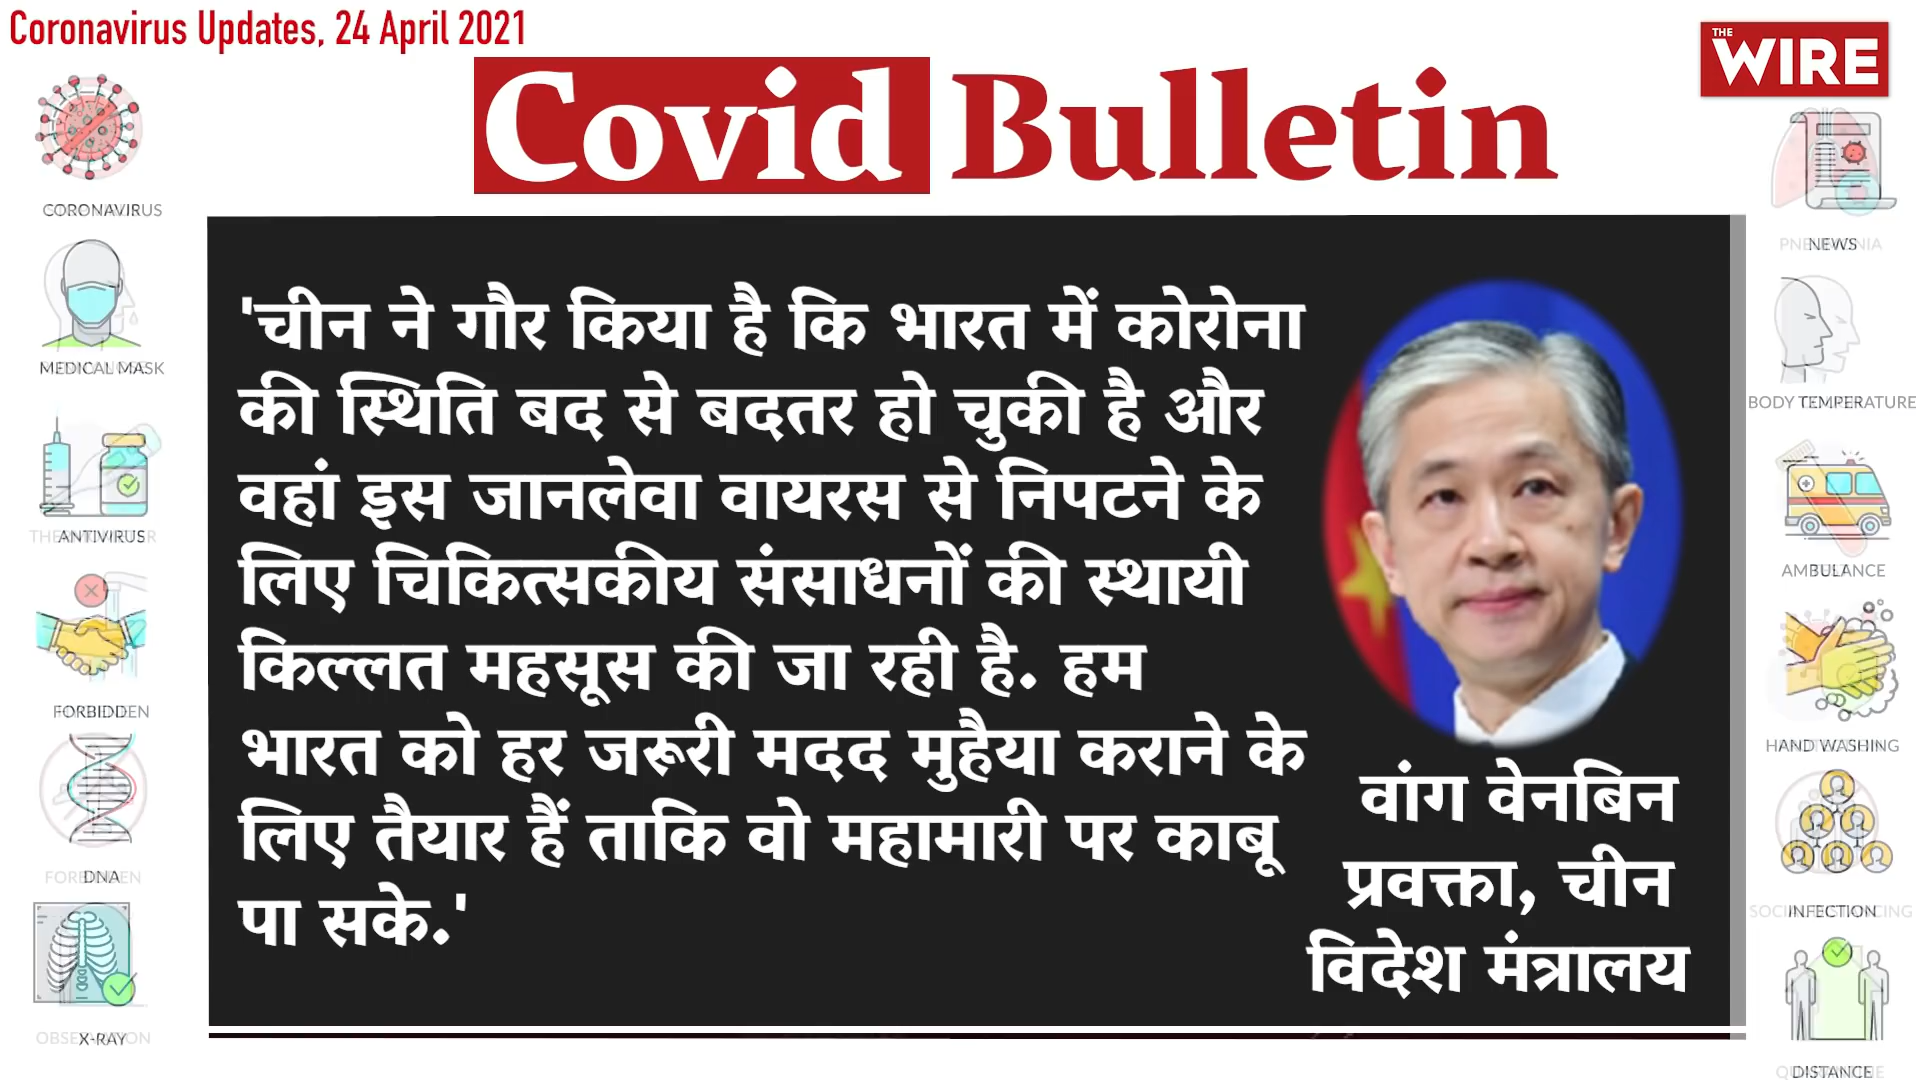 Coronavirus Updates, 24 April 2021
THE
WIRE
Covid Bulletin
'चीन ने गौर किया है कि भारत में कोरोना
की स्थिति बद से बदतर हो चुकी है और
वहां इस जानलेवा वायरस से निपटने के
लिए चिकित्सकीय संसाधनों की स्थायी
किल्लत महसूस की जा रही है. हम
भारत को हर जरूरी मदद मुहैया कराने के
लिए तैयार हैं ताकि वो महामारी पर काबू
पा सके.'
वांग वेनबिन
प्रवक्ता, चीन
विदेश मंत्रालय
CORONAVIRUS
MEDICAL MASK
ANTIVIRUS
FORBIDDEN
DNA
X-RAY
NEWS
BODY TEMPERATURE
AMBULANCE
HAND WASHING
INFECTION
DISTANCE